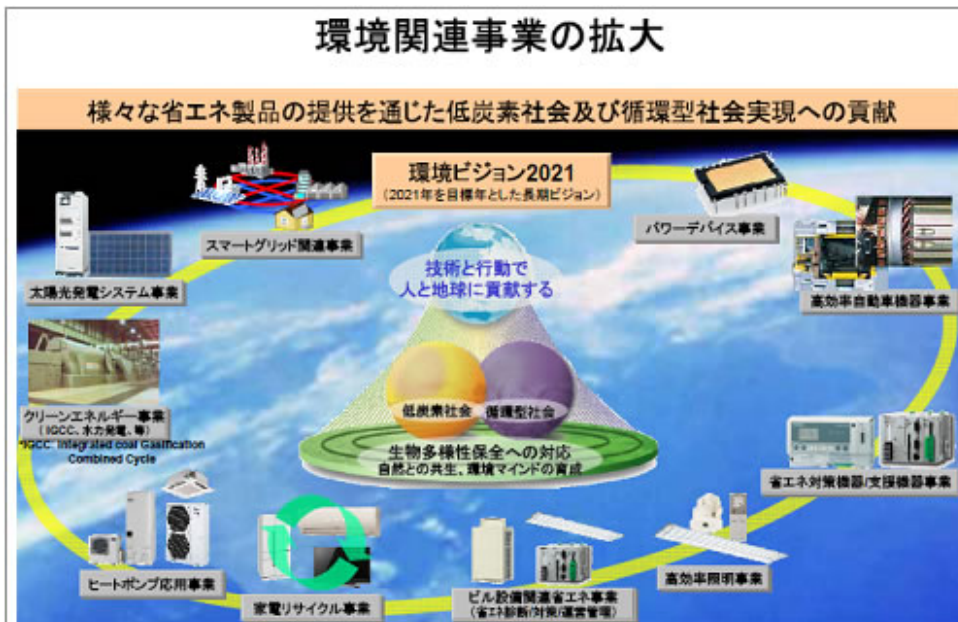 環境関連事業の拡大
様々な省エネ製品の提供を通じた低炭素社会及び循環型社会実現への貢献
環境ビジョン2021
（2021年を目標年とした長期ビジョン）
パワーデバイス事業
スマートグリッド関連事業
技術と行動で
人と地球に貢献する
太陽光発電システム事業
高効率自動車機器事業
低炭素社会
循環型社会
クリーンエネルギー事業
（IGCC、水力発電、等）
*IGCC: Integrated coal Gasification
Combined Cycle
生物多様性保全への対応
自然との共生、環境マインドの育成
省エネ対策機器/支援機器事業
ヒートポンプ応用事業
家電リサイクル事業
ビル設備関連省エネ事業
（省エネ診断/対策/運営管理）
高効率照明事業